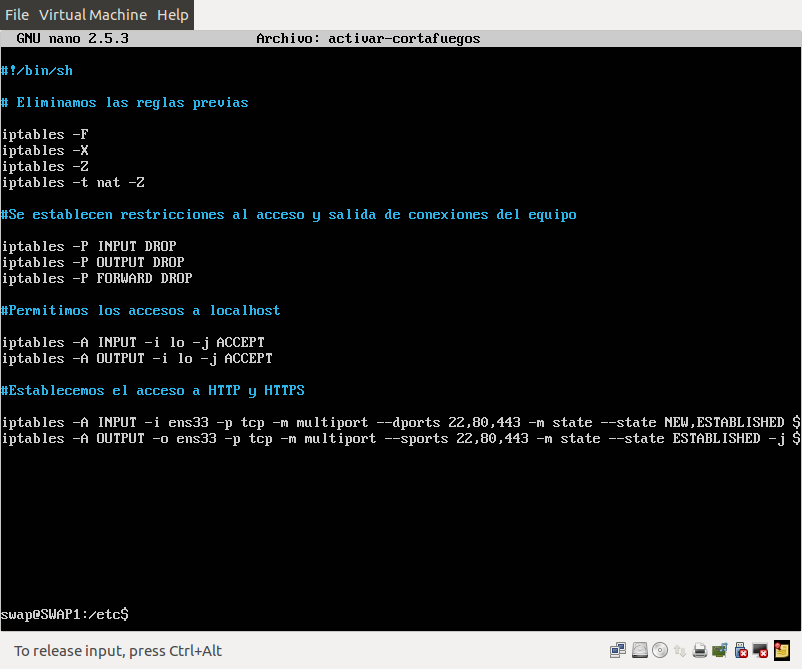 File Virtual Machine Help
GNU nano 2.5.3 Archivo: activar-cortafuegos
#!/bin/sh
# Eliminamos las reglas previas
iptables -F
iptables -X
iptables -Z
iptables -t nat -Z
#Se establecen restricciones al acceso y salida de conexiones del equipo
iptables -P INPUT DROP
iptables -P OUTPUT DROP
iptables -P FORWARD DROP
#Permitimos los accesos a localhost
iptables -A INPUT -i lo -j ACCEPT
iptables -A OUTPUT -i lo -j ACCEPT
#Establecemos el acceso a HTTP y HTTPS
iptables -A INPUT -i ens33 -p tcp -m multiport --dports 22,80,443 -m state --state NEW,ESTABLISHED $
iptables -A OUTPUT -o ens33 -p tcp -m multiport --sports 22,80,443 -m state --state ESTABLISHED -j $
swap@SWAP1:/etc$
To release input, press Ctrl+Alt